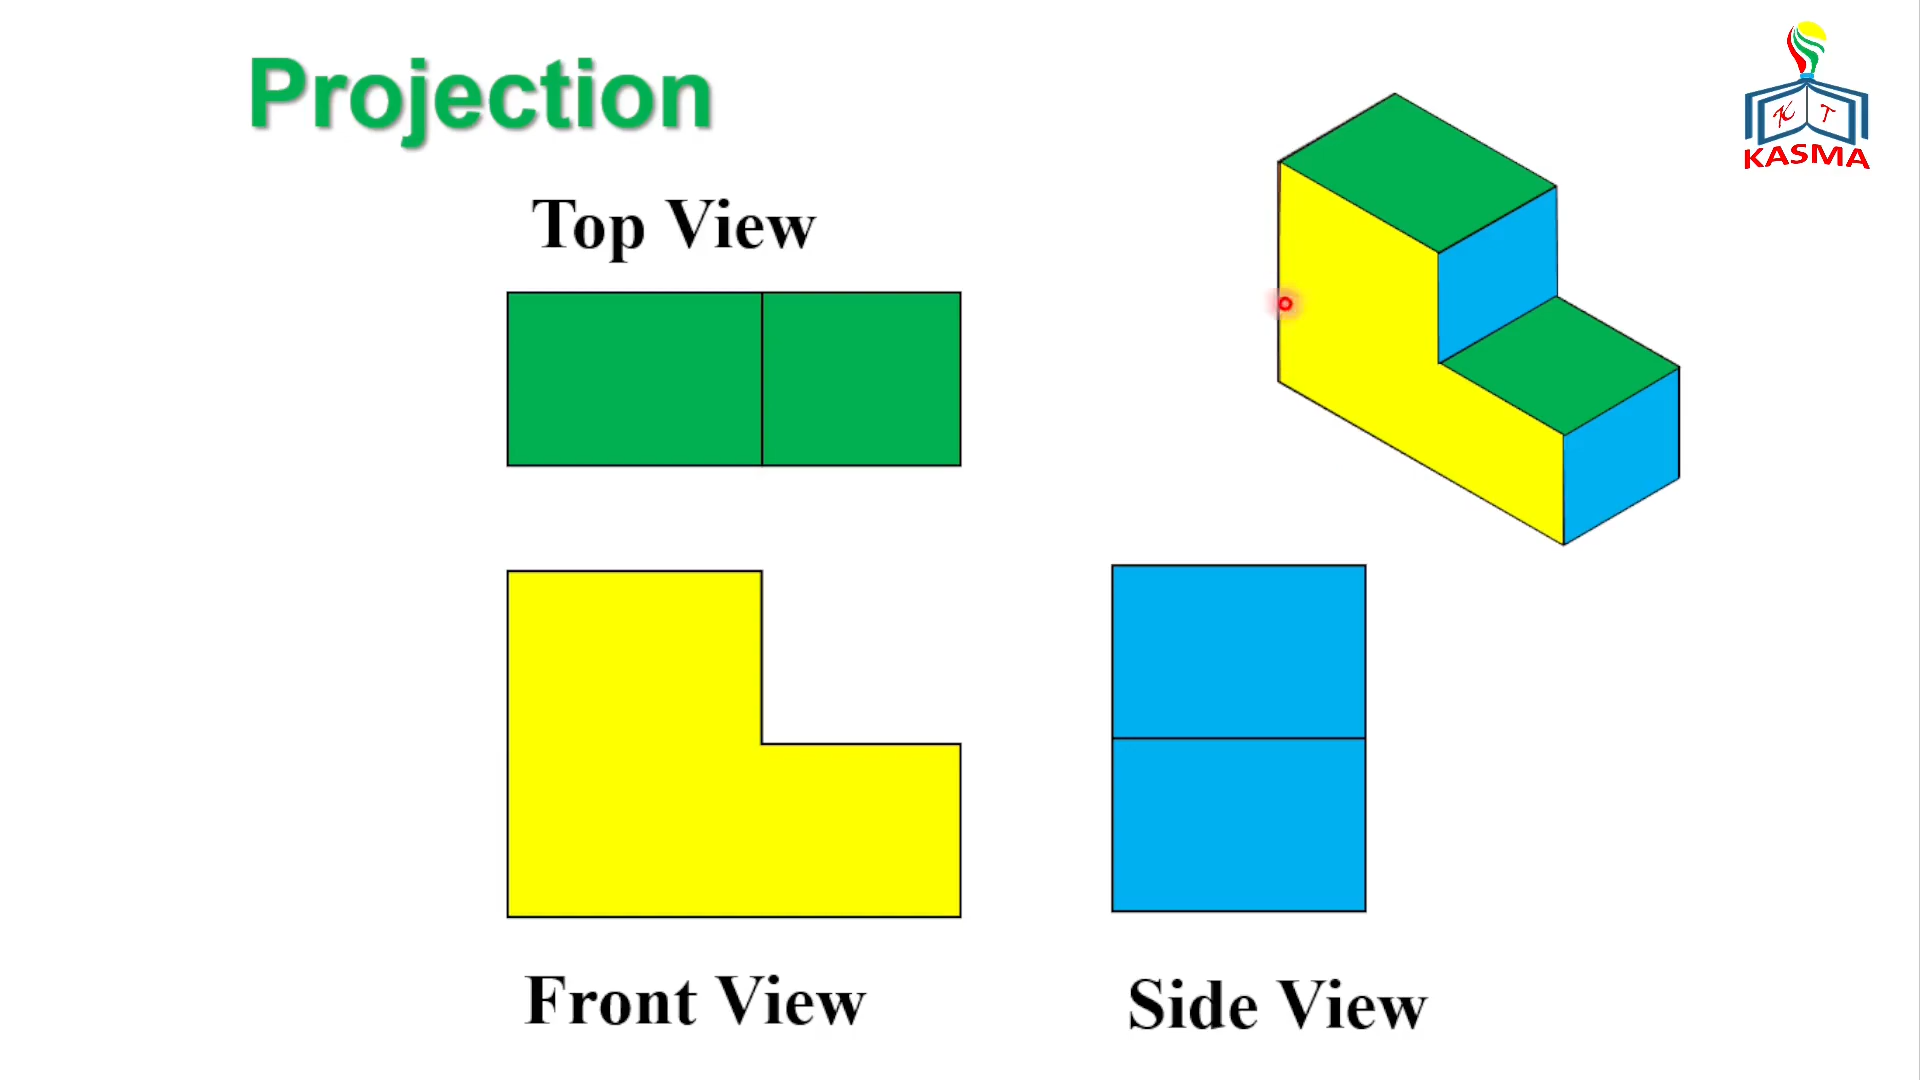 Projection
K T
KASMA
Top View
Front View
Side View